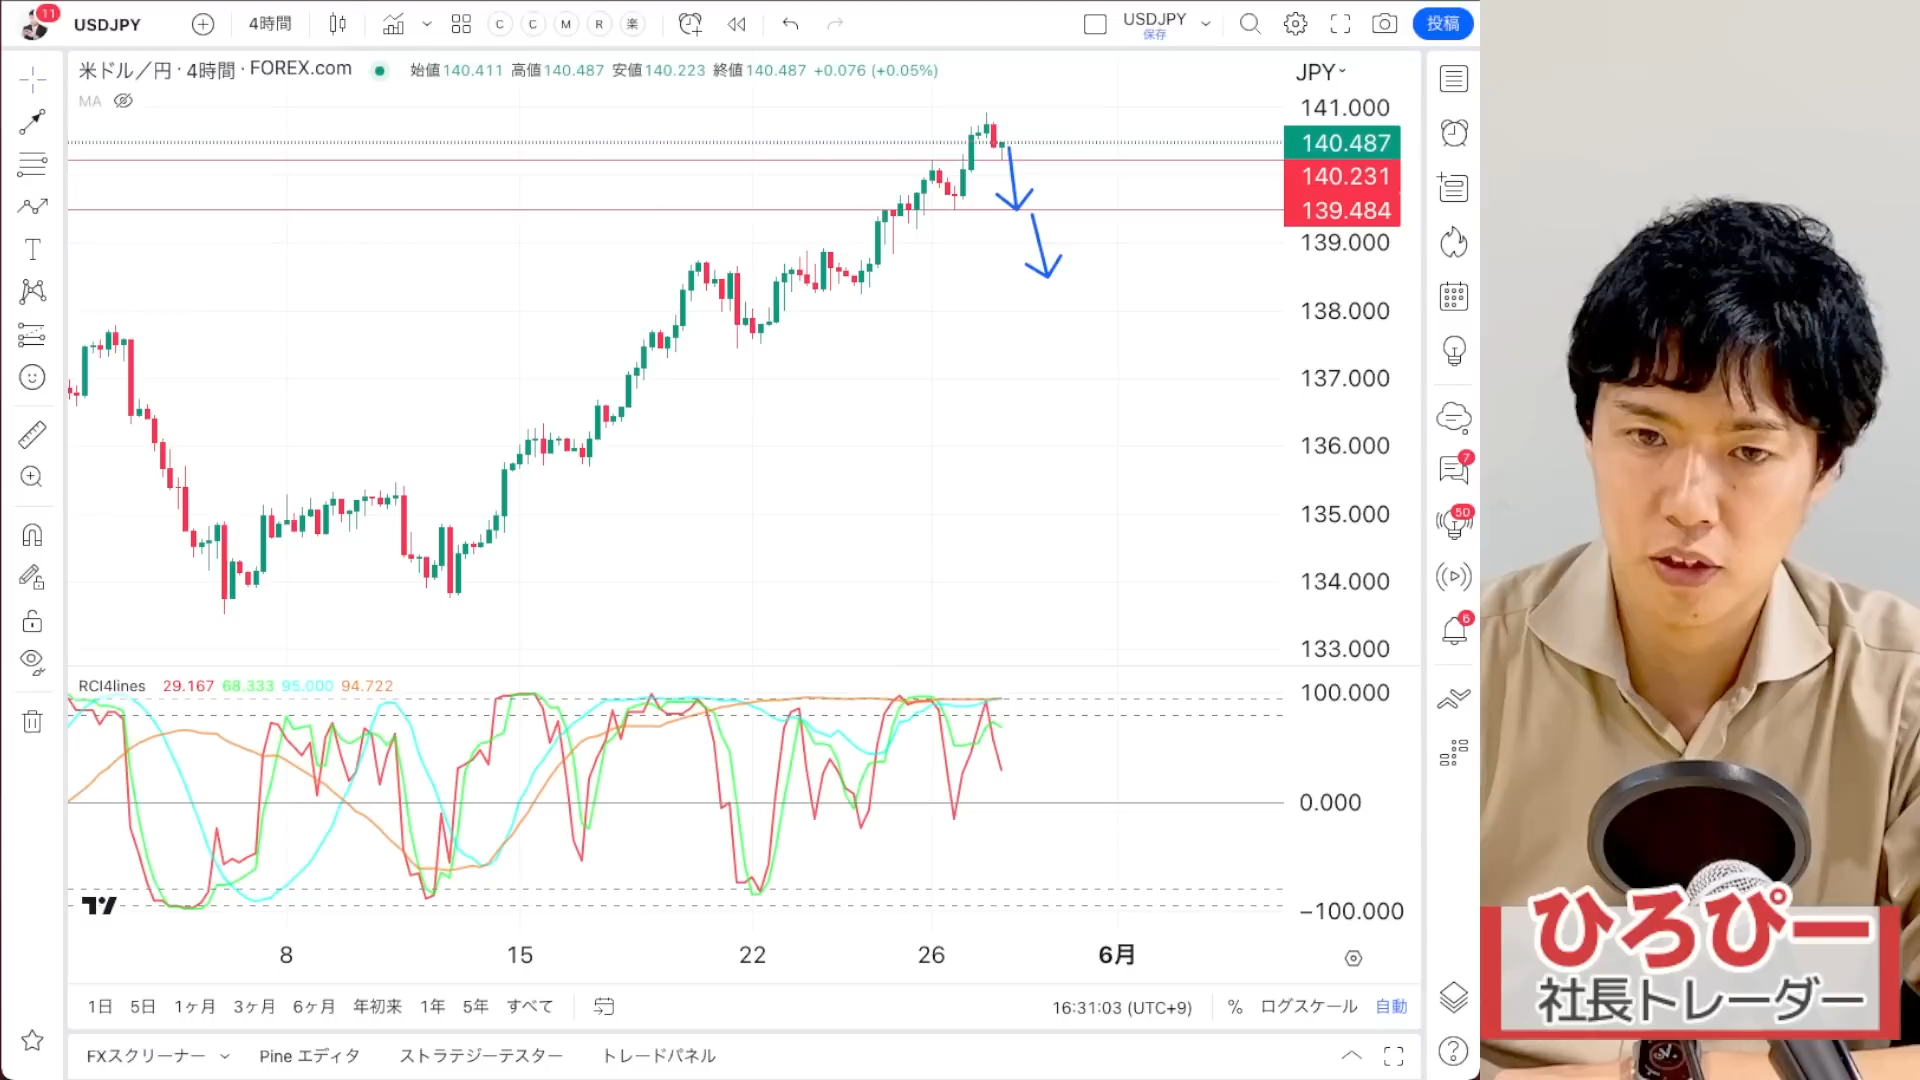 11
USDJPY
4時間
C
C
M
R
楽
USDJPY
保存
投稿
米ドル／円 · 4時間 · FOREX.com
始値140.411 高値140.487 安値140.223 終値140.487 +0.076 (+0.05%)
MA
JPY
141.000
140.487
140.231
139.484
139.000
138.000
137.000
136.000
135.000
134.000
133.000
RCI4lines 29.167 68.333 95.000 94.722
100.000
0.000
−100.000
8
15
22
26
6月
7
50
6
1日
5日
1ヶ月
3ヶ月
6ヶ月
年初来
1年
5年
すべて
16:31:03 (UTC+9)
%
ログスケール
自動
FXスクリーナー
Pine エディタ
ストラテジーテスター
トレードパネル
ひろぴー
社長トレーダー